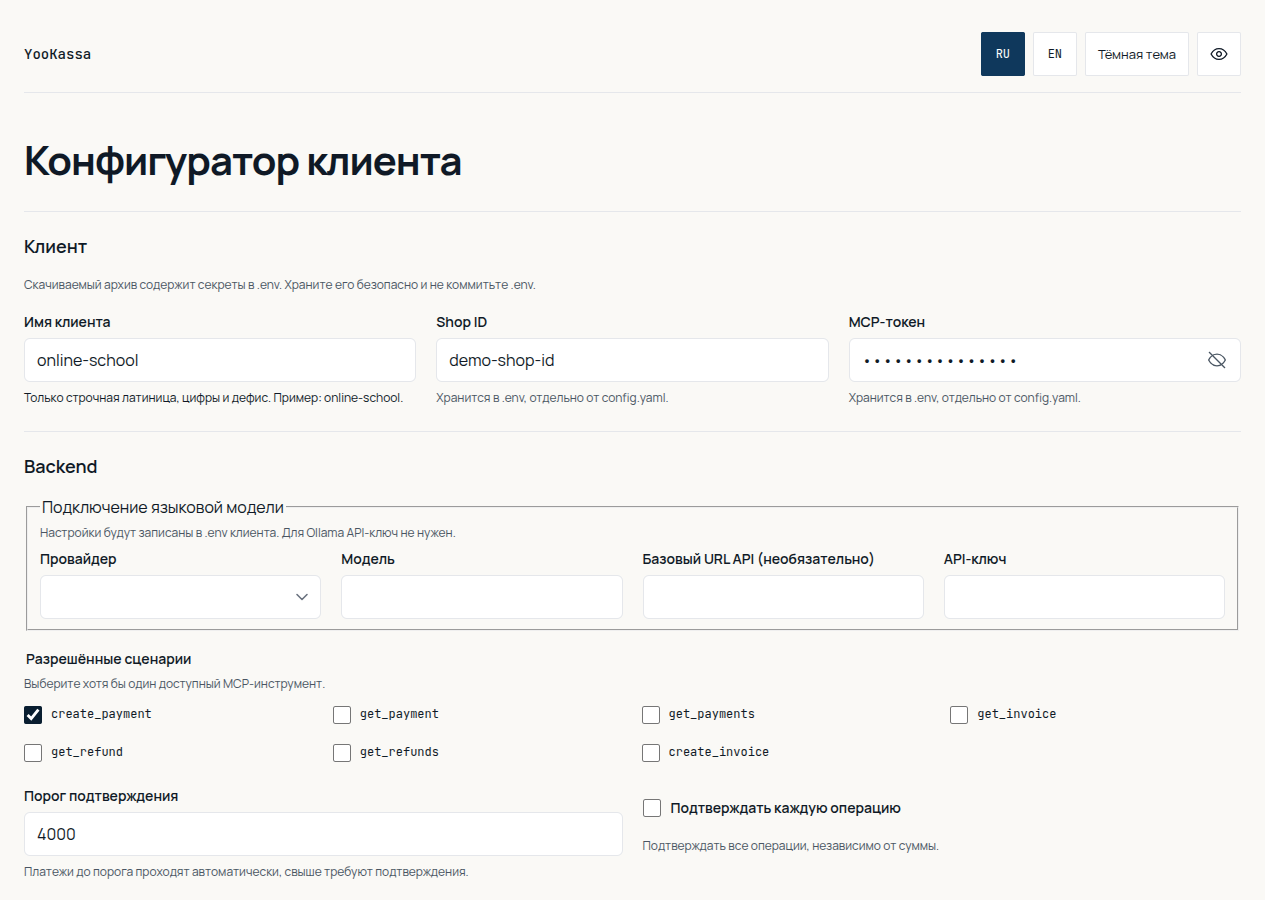 YooKassa
RU EN Тёмная тема
Конфигуратор клиента
Клиент
Скачиваемый архив содержит секреты в .env. Храните его безопасно и не коммитьте .env.
Имя клиента Shop ID MCP-токен
online-school demo-shop-id •••••••••••••••
Только строчная латиница, цифры и дефис. Пример: online-school. Хранится в .env, отдельно от config.yaml. Хранится в .env, отдельно от config.yaml.
Backend
Подключение языковой модели
Настройки будут записаны в .env клиента. Для Ollama API-ключ не нужен.
Провайдер Модель Базовый URL API (необязательно) API-ключ
Разрешённые сценарии
Выберите хотя бы один доступный MCP-инструмент.
create_payment get_payment get_payments get_invoice
get_refund get_refunds create_invoice
Порог подтверждения Подтверждать каждую операцию
4000
Подтверждать все операции, независимо от суммы.
Платежи до порога проходят автоматически, свыше требуют подтверждения.